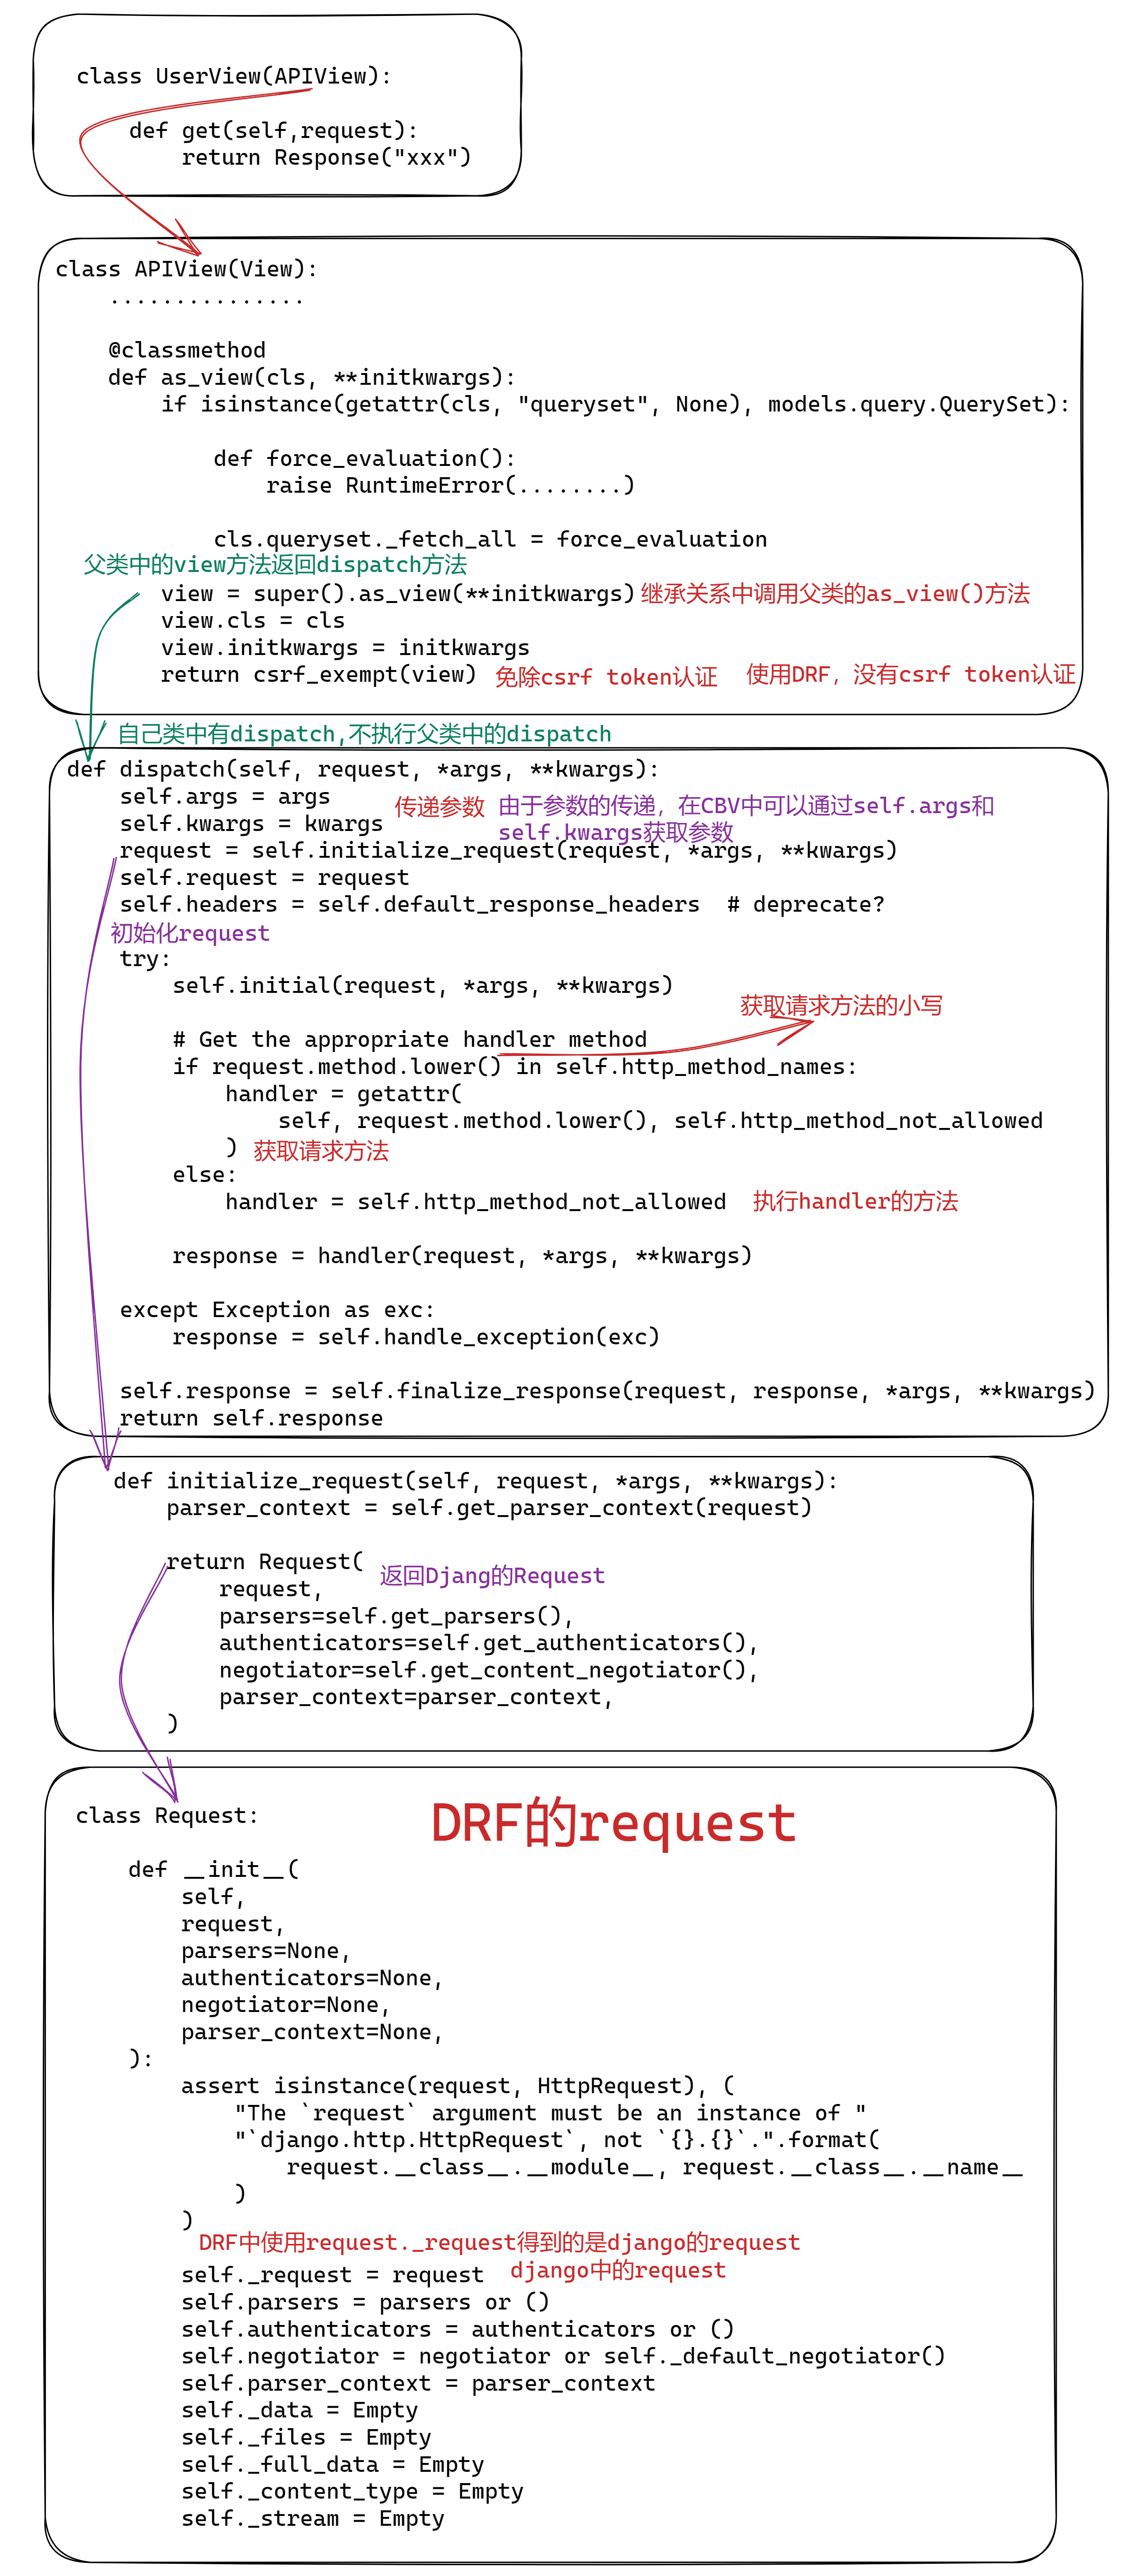 class UserView(APIView):
def get(self,request):
return Response("xxx")
class APIView(View):
...............
@classmethod
def as_view(cls, **initkwargs):
if isinstance(getattr(cls, "queryset", None), models.query.QuerySet):
def force_evaluation():
raise RuntimeError(........)
cls.queryset._fetch_all = force_evaluation
父类中的view方法返回dispatch方法
view = super().as_view(**initkwargs) 继承关系中调用父类的as_view()方法
view.cls = cls
view.initkwargs = initkwargs
return csrf_exempt(view) 免除csrf token认证 使用DRF，没有csrf token认证
自己类中有dispatch,不执行父类中的dispatch
def dispatch(self, request, *args, **kwargs):
self.args = args
传递参数 由于参数的传递，在CBV中可以通过self.args和
self.kwargs = kwargs
self.kwargs获取参数
request = self.initialize_request(request, *args, **kwargs)
self.request = request
self.headers = self.default_response_headers  # deprecate?
初始化request
try:
self.initial(request, *args, **kwargs)
获取请求方法的小写
# Get the appropriate handler method
if request.method.lower() in self.http_method_names:
handler = getattr(
self, request.method.lower(), self.http_method_not_allowed
) 获取请求方法
else:
handler = self.http_method_not_allowed 执行handler的方法
response = handler(request, *args, **kwargs)
except Exception as exc:
response = self.handle_exception(exc)
self.response = self.finalize_response(request, response, *args, **kwargs)
return self.response
def initialize_request(self, request, *args, **kwargs):
parser_context = self.get_parser_context(request)
return Request(
返回Djang的Request
request,
parsers=self.get_parsers(),
authenticators=self.get_authenticators(),
negotiator=self.get_content_negotiator(),
parser_context=parser_context,
)
class Request:
DRF的request
def __init__(
self,
request,
parsers=None,
authenticators=None,
negotiator=None,
parser_context=None,
):
assert isinstance(request, HttpRequest), (
"The `request` argument must be an instance of "
"`django.http.HttpRequest`, not `{}.{}`.".format(
request.__class__.__module__, request.__class__.__name__
)
)
DRF中使用request._request得到的是django的request
self._request = request django中的request
self.parsers = parsers or ()
self.authenticators = authenticators or ()
self.negotiator = negotiator or self._default_negotiator()
self.parser_context = parser_context
self._data = Empty
self._files = Empty
self._full_data = Empty
self._content_type = Empty
self._stream = Empty